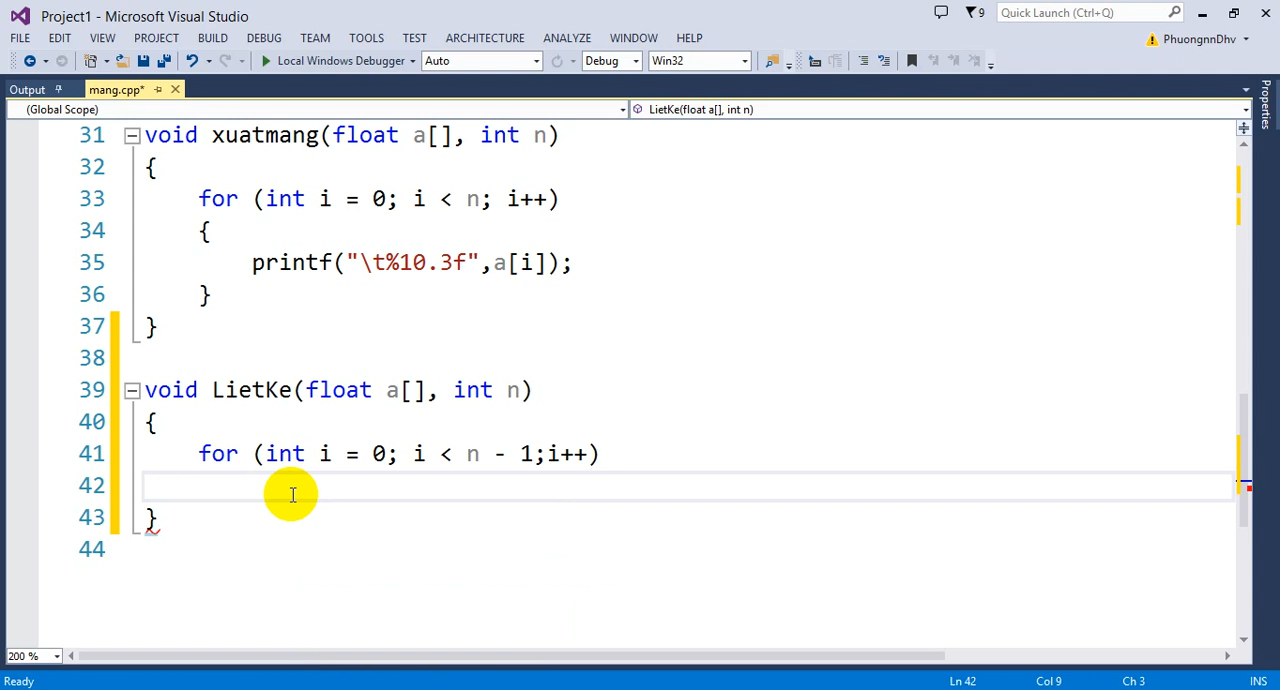 Project1 - Microsoft Visual Studio
9
Quick Launch (Ctrl+Q)
FILE EDIT VIEW PROJECT BUILD DEBUG TEAM TOOLS TEST ARCHITECTURE ANALYZE WINDOW HELP
PhuongnnDhv
Local Windows Debugger Auto Debug Win32
Output mang.cpp*
Properties
(Global Scope) LietKe(float a[], int n)
31 void xuatmang(float a[], int n)
32 {
33 for (int i = 0; i < n; i++)
34 {
35 printf("\t%10.3f",a[i]);
36 }
37 }
38
39 void LietKe(float a[], int n)
40 {
41 for (int i = 0; i < n - 1;i++)
42
43 }
44
200 %
Ready Ln 42 Col 9 Ch 3 INS